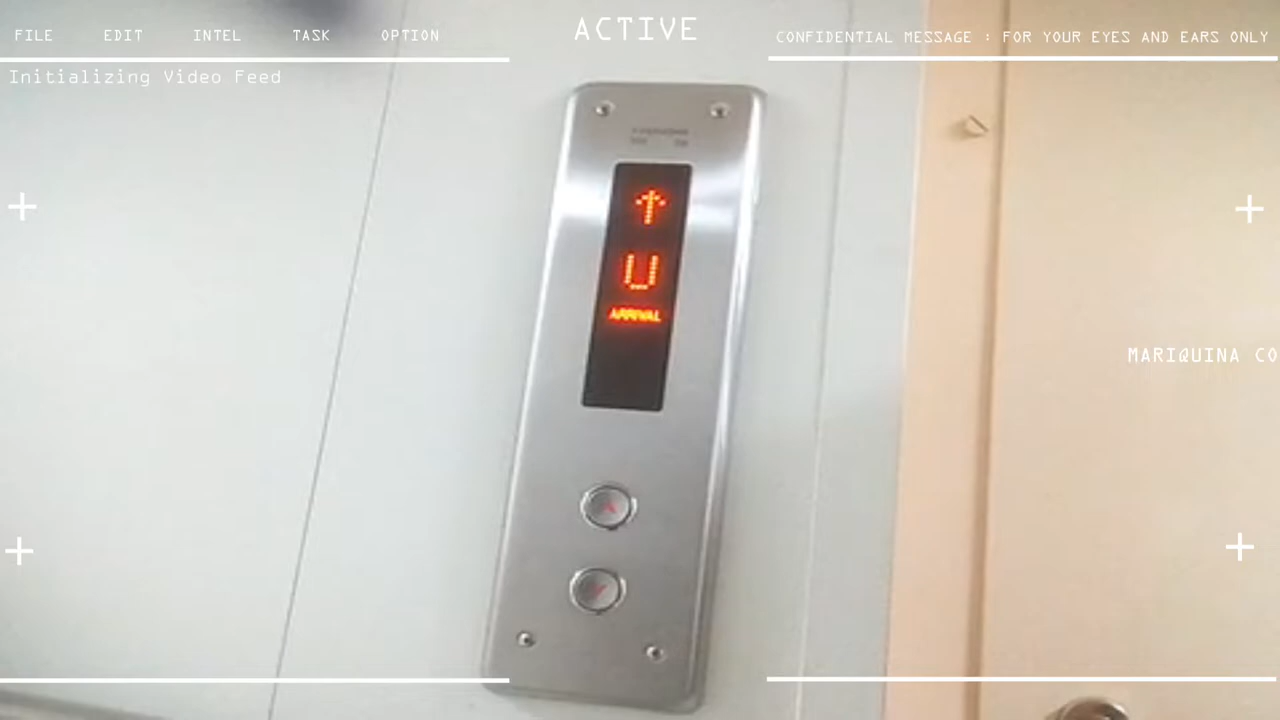 FILE EDIT INTEL TASK OPTION
ACTIVE
CONFIDENTIAL MESSAGE : FOR YOUR EYES AND EARS ONLY
Initializing Video Feed
U
ARRIVAL
MARIQUINA CO